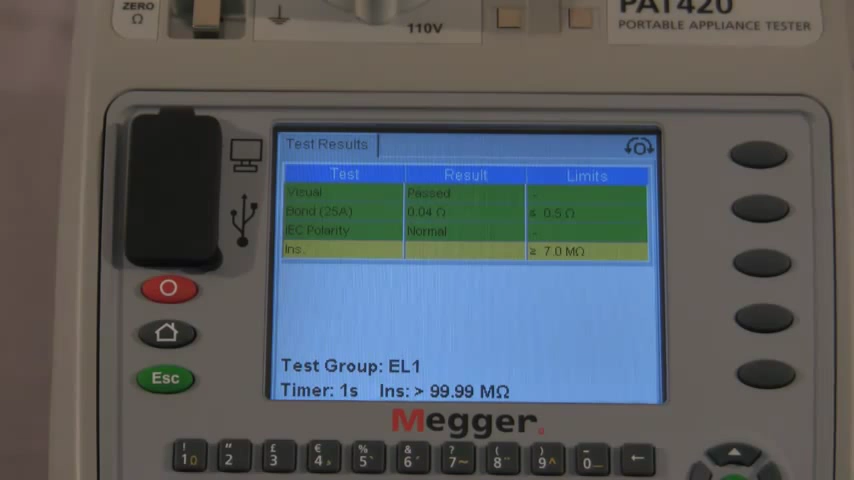 ZERO
Ω
110V
PAT420
PORTABLE APPLIANCE TESTER
Test Results
Test Result Limits
Visual Passed -
Bond (25A) 0.04 Ω ≤ 0.5 Ω
IEC Polarity Normal -
Ins. ≥ 7.0 MΩ
Test Group: EL1
Timer: 1s Ins: > 99.99 MΩ
Esc
Megger.
! " £ € % & ? ( ) -
1 2 3 4 5 6 7 8 9 0